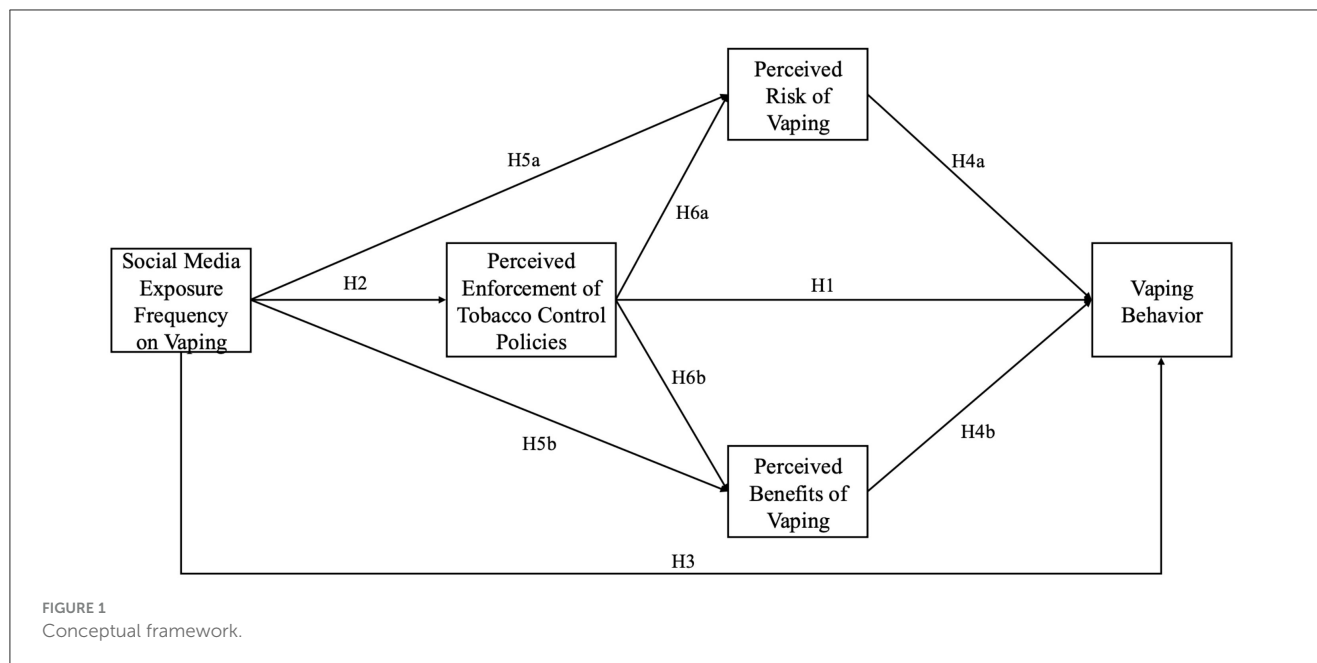 Perceived
Risk of
Vaping
H5a
H4a
H6a
Social Media
Exposure
Frequency
on Vaping
H2
Perceived
Enforcement of
Tobacco Control
Policies
H1
Vaping
Behavior
H6b
H5b
H4b
Perceived
Benefits of
Vaping
H3
FIGURE 1
Conceptual framework.